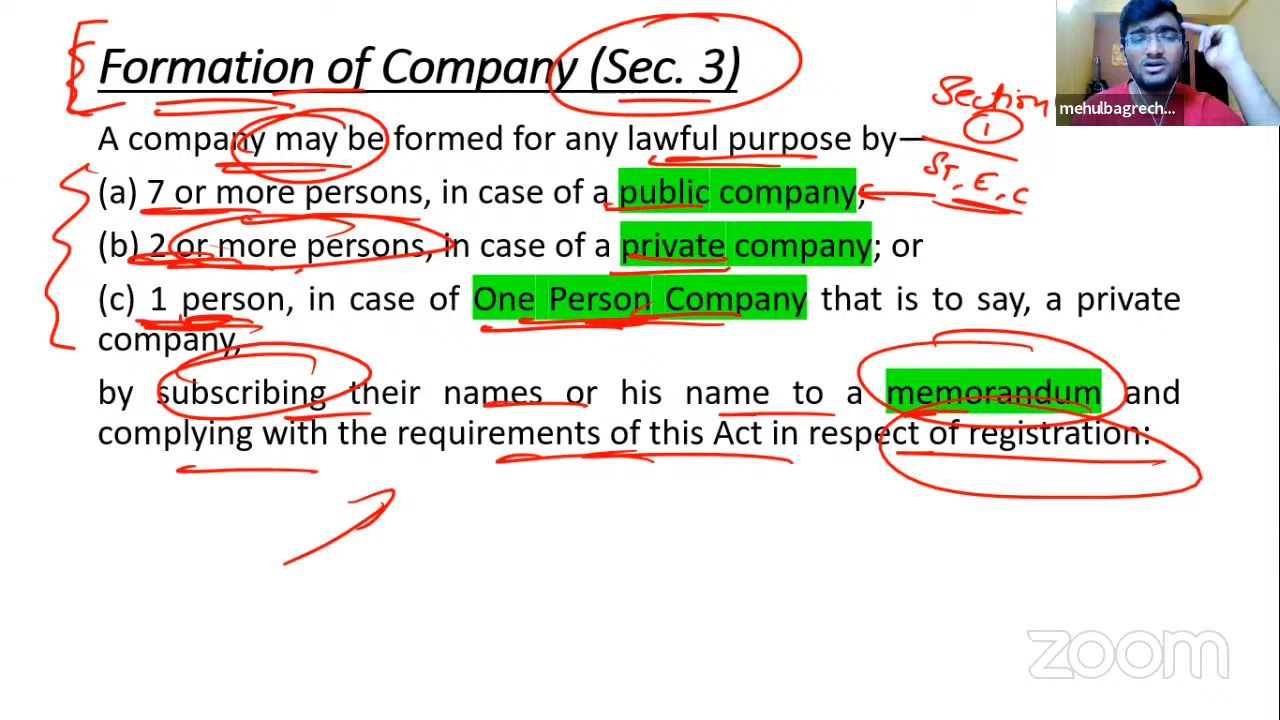 Formation of Company (Sec. 3)
Section
mehulbagrech...
1
A company may be formed for any lawful purpose by—
ST, E, C
(a) 7 or more persons, in case of a public company;
(b) 2 or more persons, in case of a private company; or
(c) 1 person, in case of One Person Company that is to say, a private
company,
by subscribing their names or his name to a memorandum and
complying with the requirements of this Act in respect of registration:
zoom